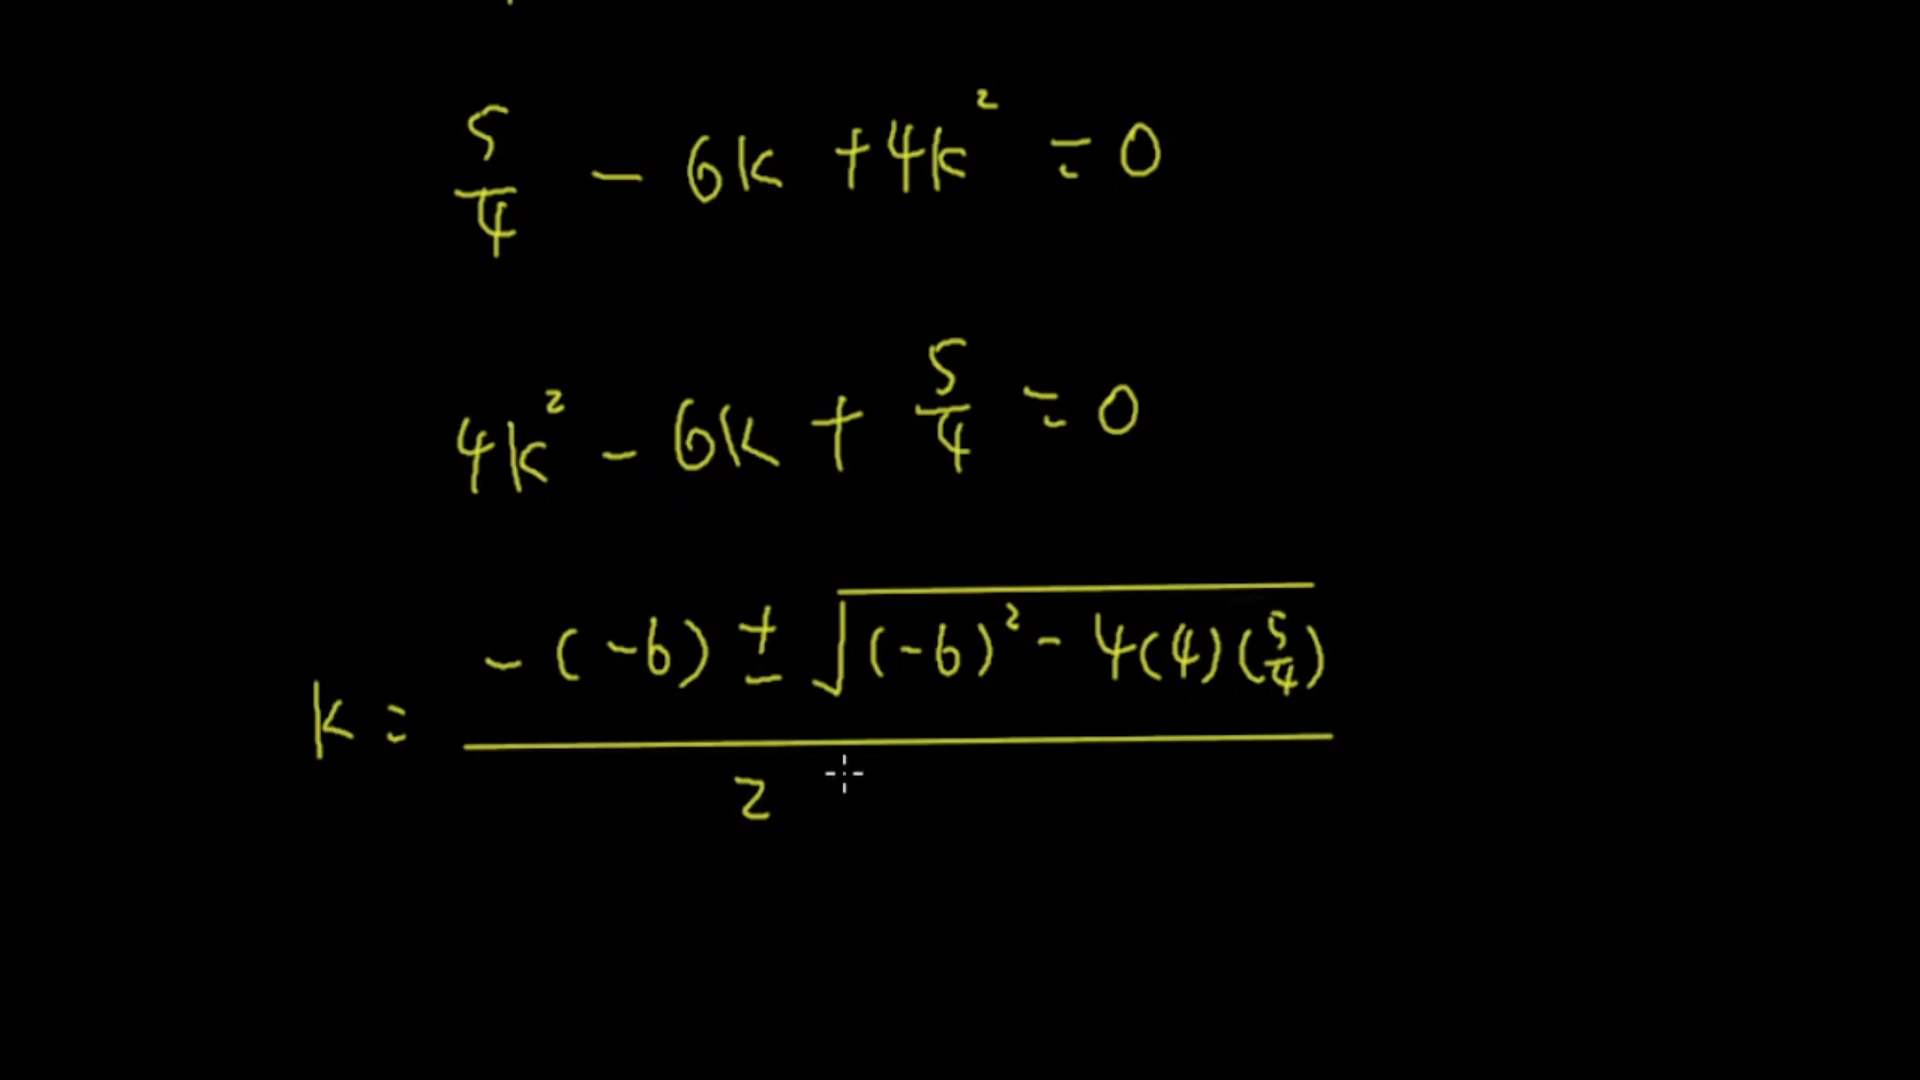 5/4 - 6k + 4k² = 0
4k² - 6k + 5/4 = 0
k = (-(-6) ± √((-6)² - 4(4)(5/4))) / 2